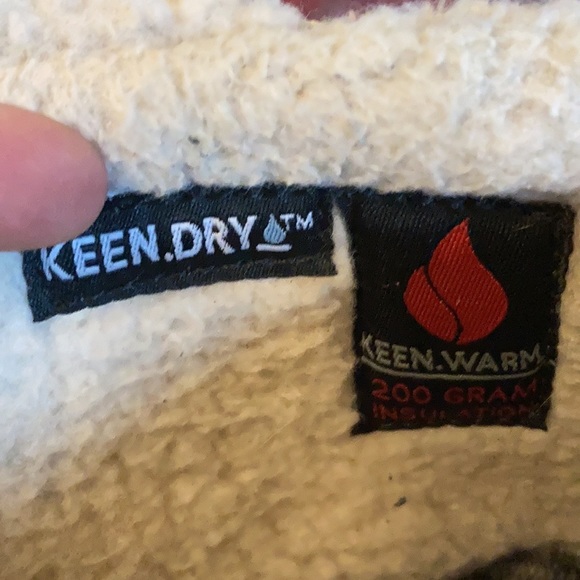 KEEN.DRY™
KEEN.WARM
200 GRAM
INSULATION